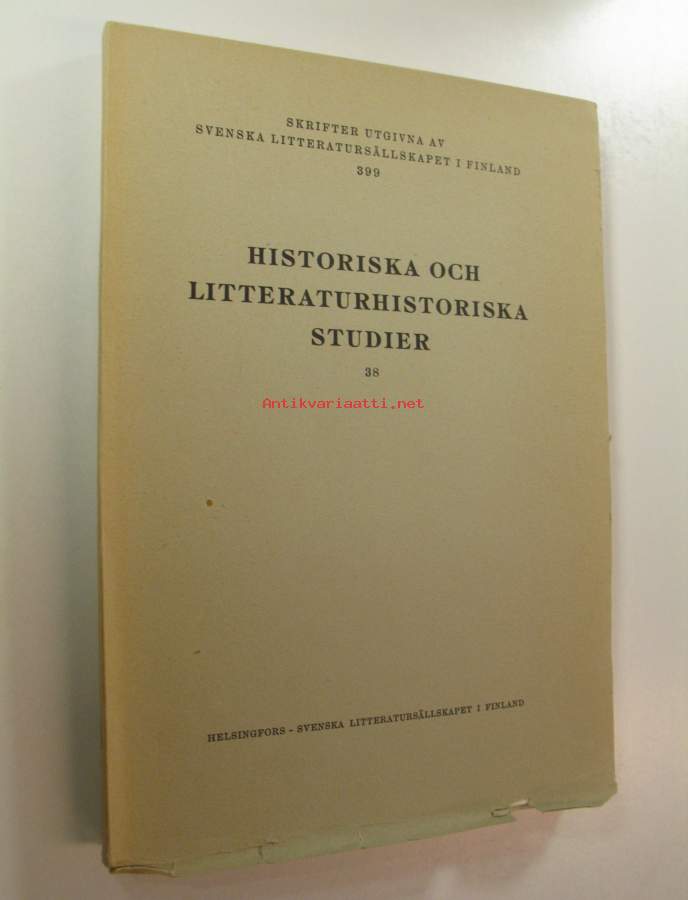 SKRIFTER UTGIVNA AV
SVENSKA LITTERATURSÄLLSKAPET I FINLAND
399
HISTORISKA OCH
LITTERATURHISTORISKA
STUDIER
38
Antikvariaatti.net
HELSINGFORS - SVENSKA LITTERATURSÄLLSKAPET I FINLAND